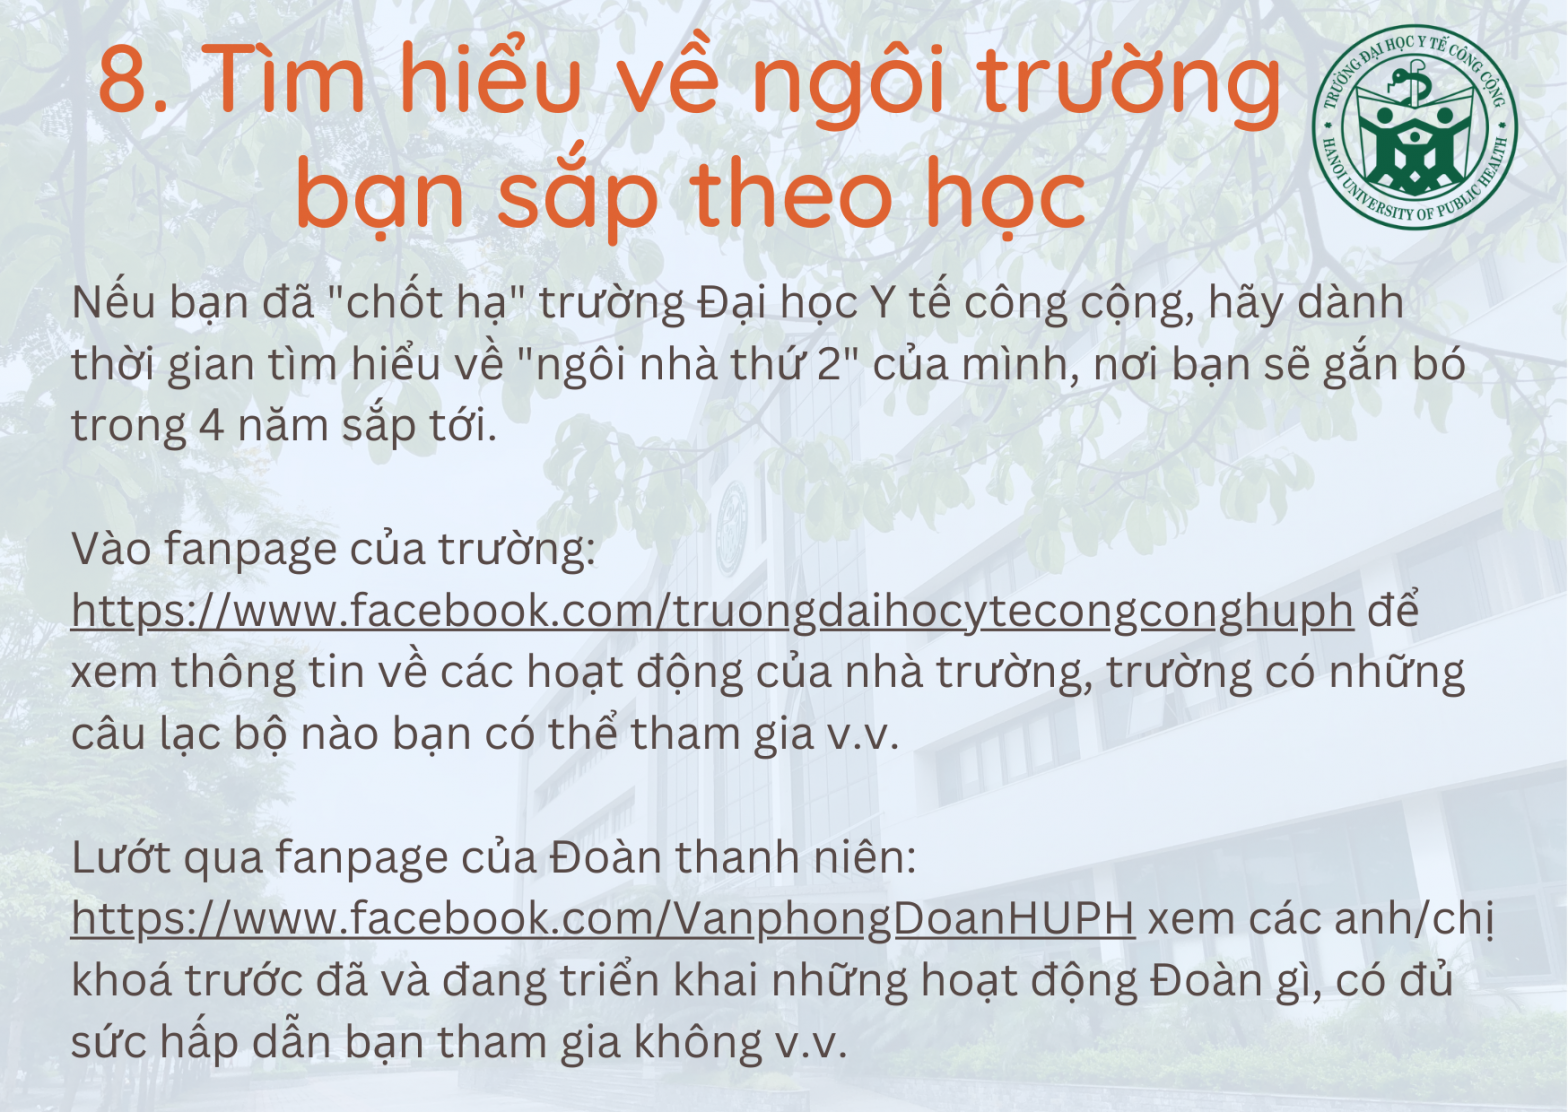 8. Tìm hiểu về ngôi trường
bạn sắp theo học
TRƯỜNG ĐẠI HỌC Y TẾ CÔNG CỘNG
HANOI UNIVERSITY OF PUBLIC HEALTH
Nếu bạn đã "chốt hạ" trường Đại học Y tế công cộng, hãy dành
thời gian tìm hiểu về "ngôi nhà thứ 2" của mình, nơi bạn sẽ gắn bó
trong 4 năm sắp tới.
Vào fanpage của trường:
https://www.facebook.com/truongdaihocytecongconghuph để
xem thông tin về các hoạt động của nhà trường, trường có những
câu lạc bộ nào bạn có thể tham gia v.v.
Lướt qua fanpage của Đoàn thanh niên:
https://www.facebook.com/VanphongDoanHUPH xem các anh/chị
khoá trước đã và đang triển khai những hoạt động Đoàn gì, có đủ
sức hấp dẫn bạn tham gia không v.v.